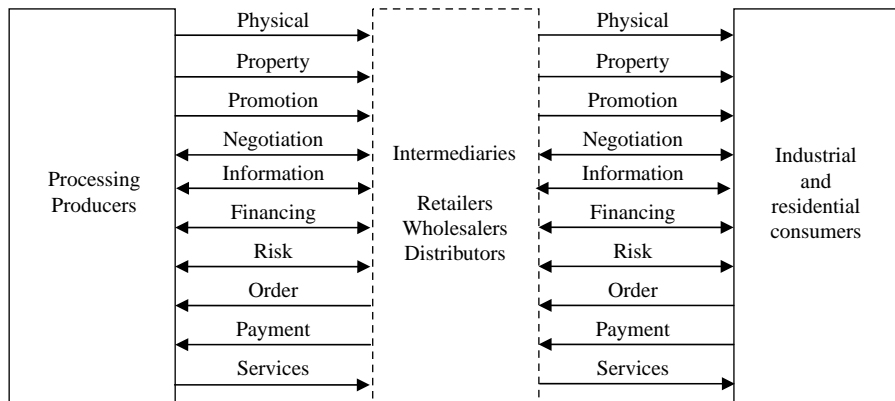 Processing
Producers
Physical
Property
Promotion
Negotiation
Information
Financing
Risk
Order
Payment
Services
Intermediaries
Retailers
Wholesalers
Distributors
Physical
Property
Promotion
Negotiation
Information
Financing
Risk
Order
Payment
Services
Industrial
and
residential
consumers